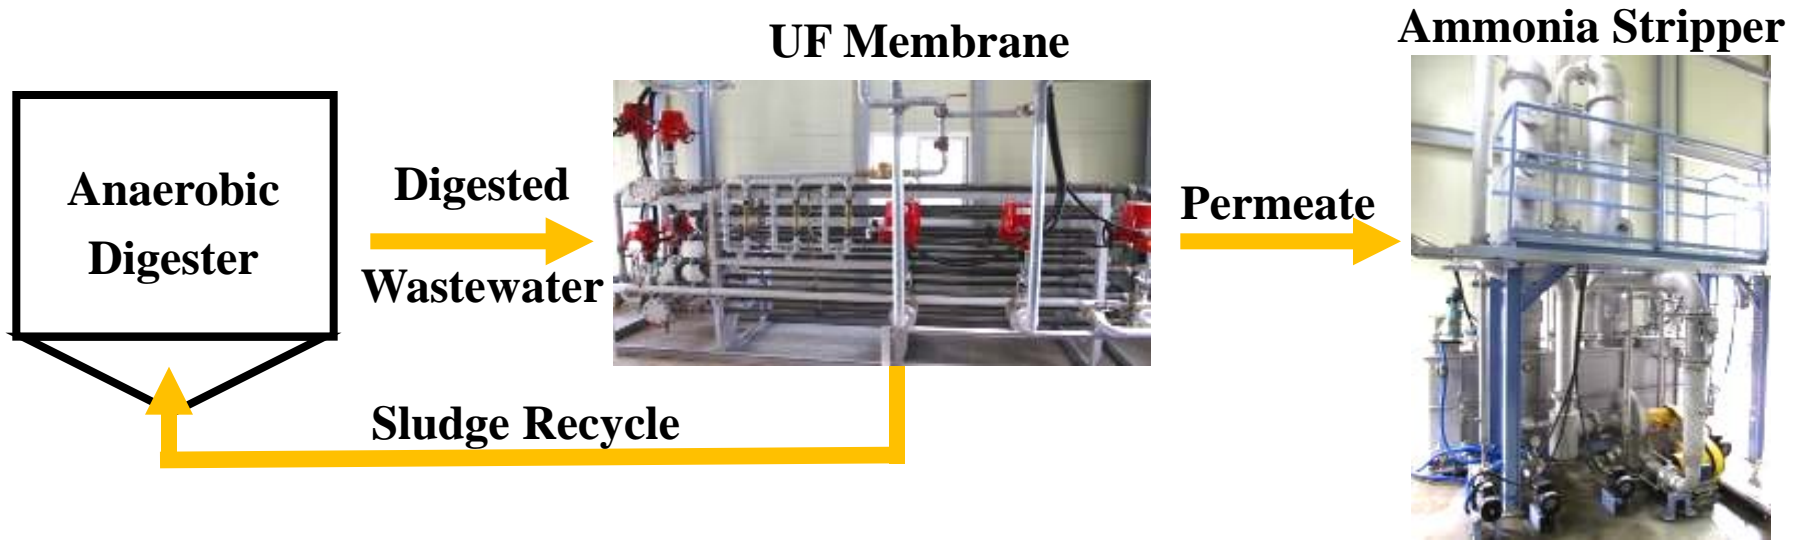 UF Membrane
Ammonia Stripper
Anaerobic
Digester
Digested
Wastewater
Permeate
Sludge Recycle